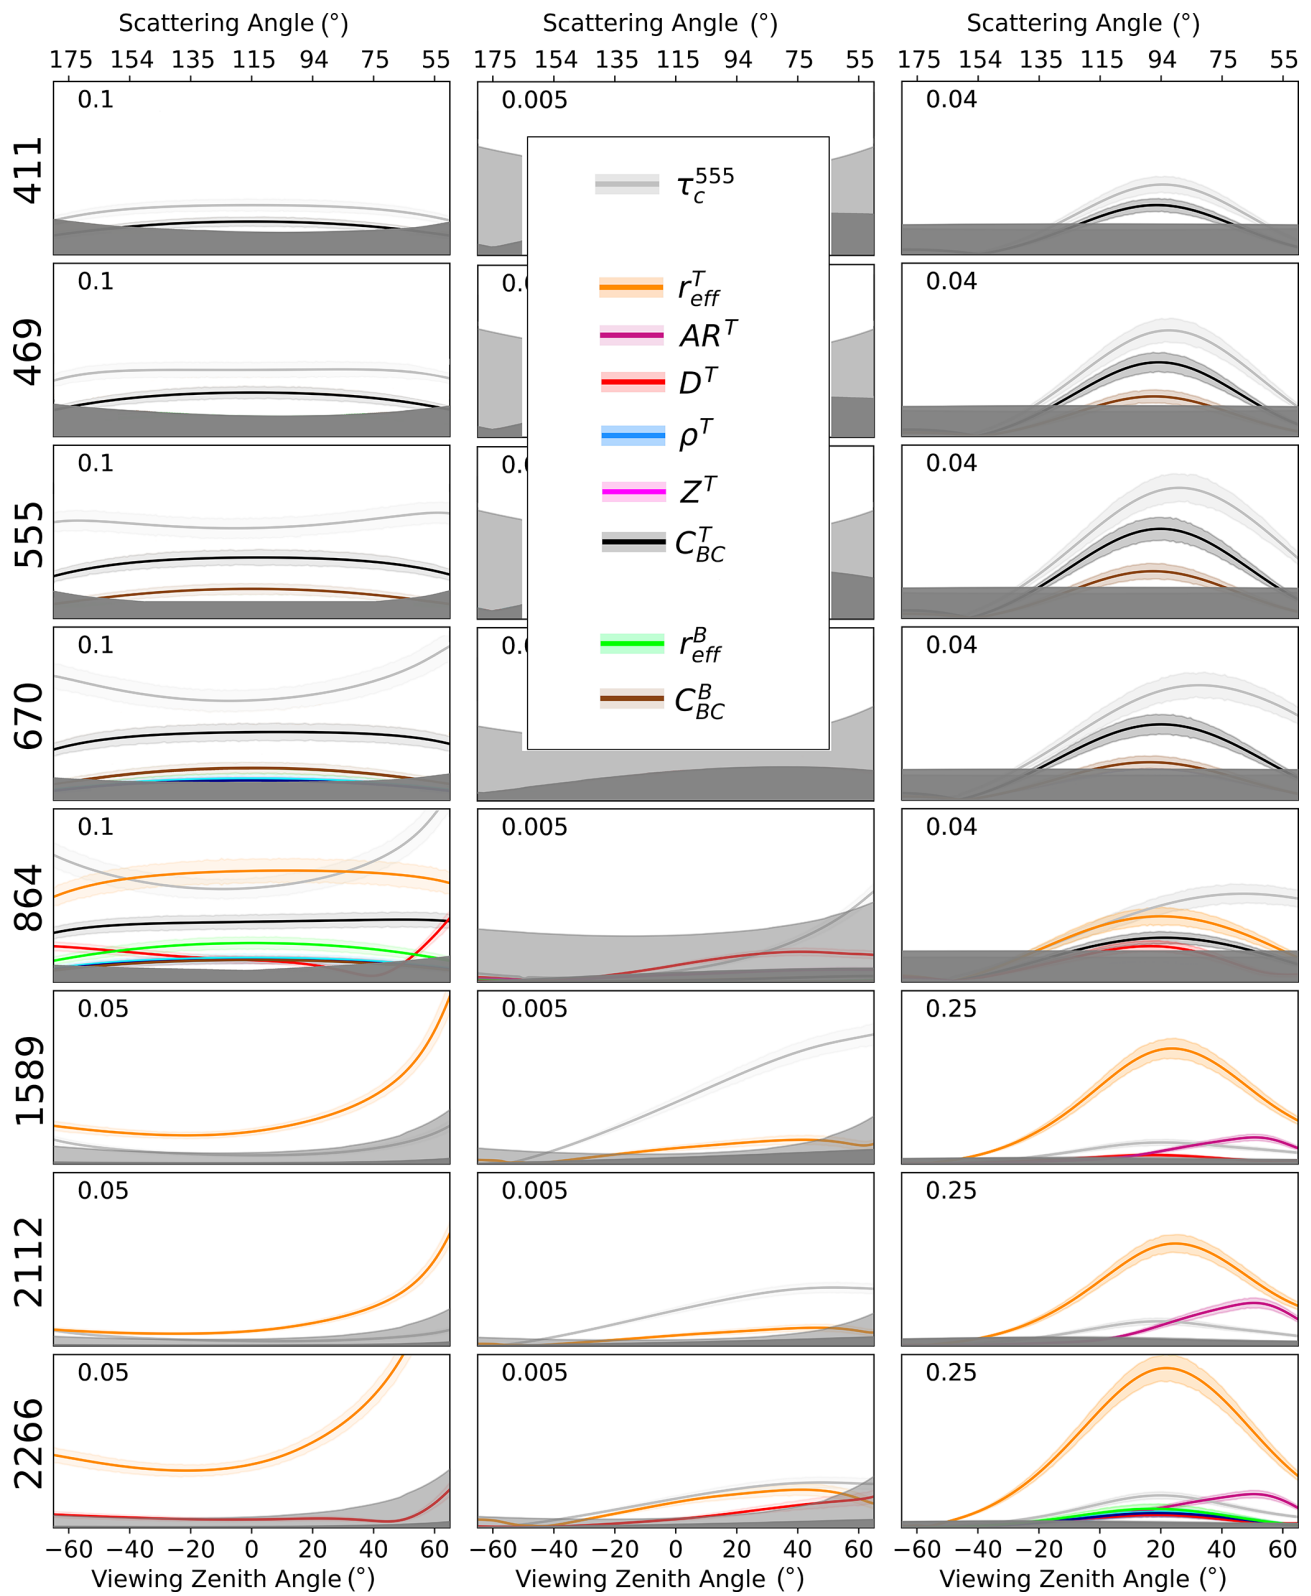 Scattering Angle (°) Scattering Angle (°) Scattering Angle (°)
175 154 135 115 94 75 55 175 154 135 115 94 75 55 175 154 135 115 94 75 55
411 0.1 0.005 0.04
τ_c^555
469 0.1 0.04
r_eff^T
AR^T
D^T
ρ^T
555 0.1 0.04
Z^T
C_BC^T
670 0.1 0.04
r_eff^B
C_BC^B
864 0.1 0.005 0.04
1589 0.05 0.005 0.25
2112 0.05 0.005 0.25
2266 0.05 0.005 0.25
−60 −40 −20 0 20 40 60 −60 −40 −20 0 20 40 60 −60 −40 −20 0 20 40 60
Viewing Zenith Angle (°) Viewing Zenith Angle (°) Viewing Zenith Angle (°)